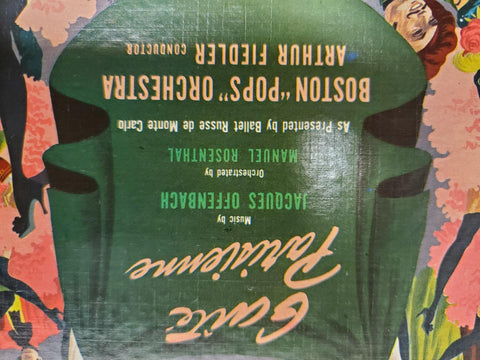 Gaité
Parisienne
Music by
JACQUES OFFENBACH
Orchestrated by
MANUEL ROSENTHAL
As Presented by Ballet Russe de Monte Carlo
BOSTON "POPS" ORCHESTRA
ARTHUR FIEDLER CONDUCTOR